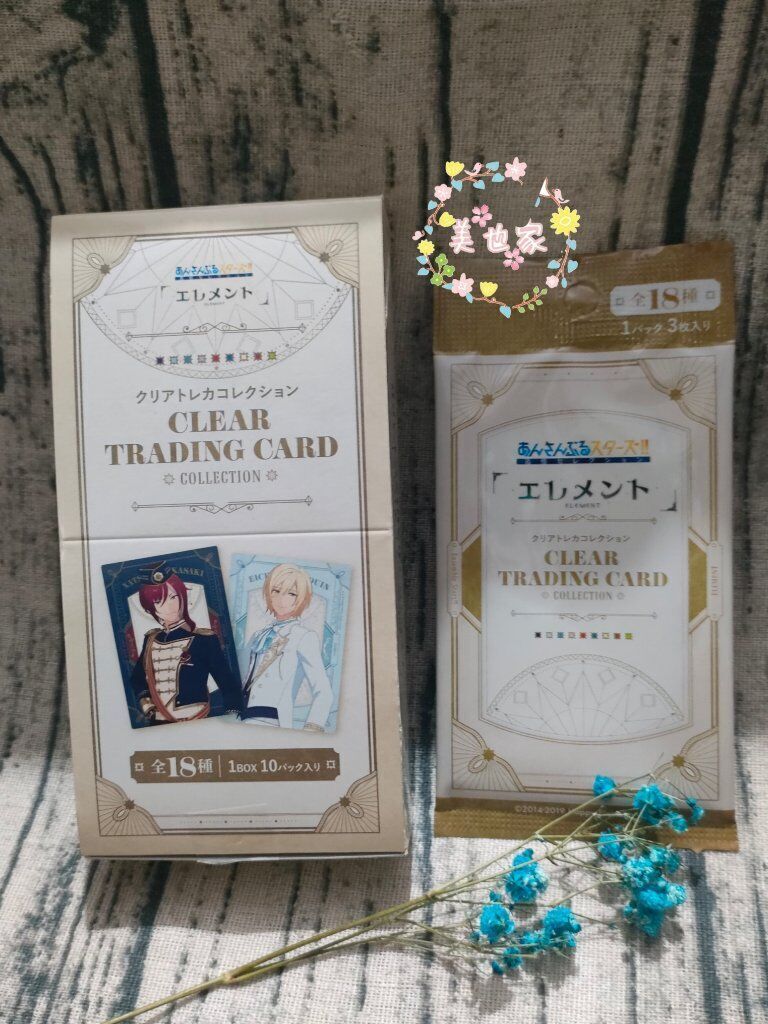 あんさんぶるスターズ!!
「エレメント」
ELEMENT
クリアトレカコレクション
CLEAR
TRADING CARD
COLLECTION
全18種 1BOX 10パック入り
美也家
全18種
1パック 3枚入り
あんさんぶるスターズ!!
「エレメント」
ELEMENT
クリアトレカコレクション
CLEAR
TRADING CARD
COLLECTION
©2014-2019